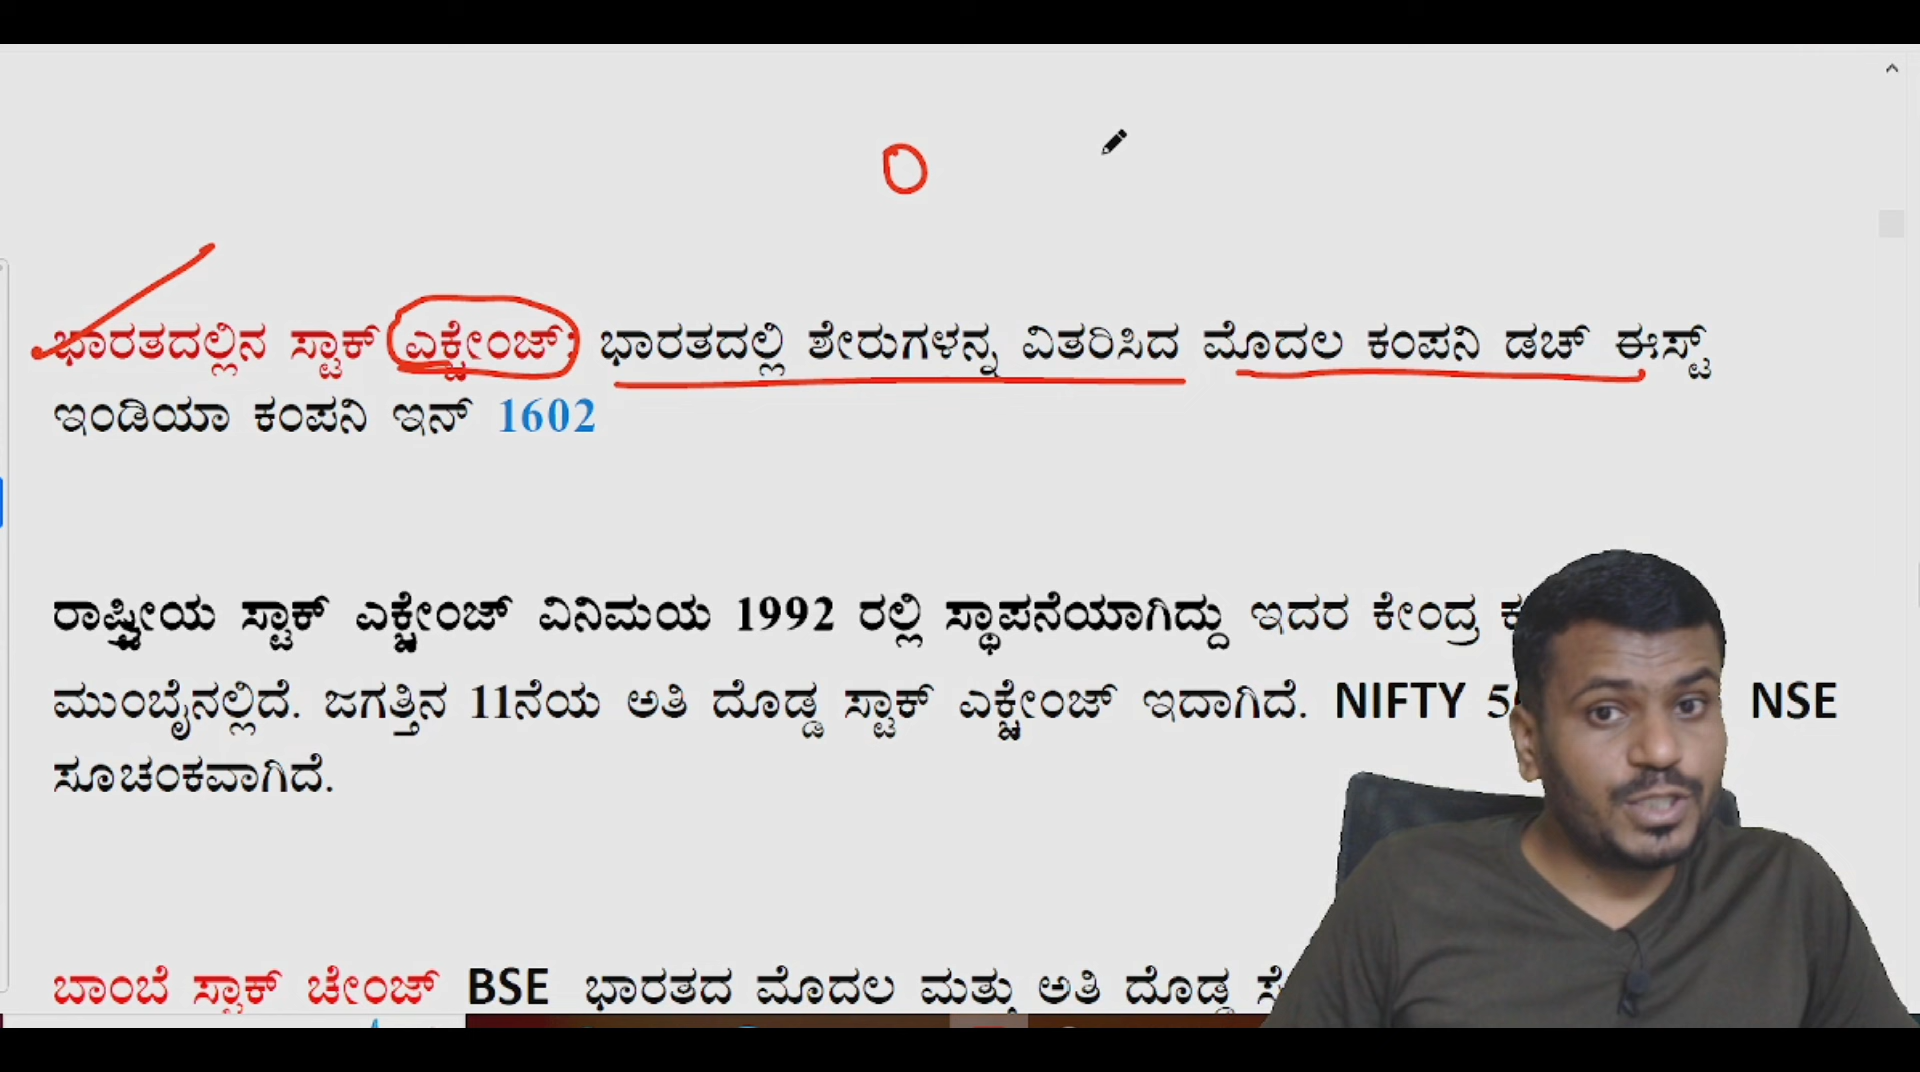 ಭಾರತದಲ್ಲಿನ ಸ್ಟಾಕ್ ಎಕ್ಚೇಂಜ್: ಭಾರತದಲ್ಲಿ ಶೇರುಗಳನ್ನ ವಿತರಿಸಿದ ಮೊದಲ ಕಂಪನಿ ಡಚ್ ಈಸ್ಟ್
ಇಂಡಿಯಾ ಕಂಪನಿ ಇನ್ 1602
ರಾಷ್ಟ್ರೀಯ ಸ್ಟಾಕ್ ಎಕ್ಚೇಂಜ್ ವಿನಿಮಯ 1992 ರಲ್ಲಿ ಸ್ಥಾಪನೆಯಾಗಿದ್ದು ಇದರ ಕೇಂದ್ರ
ಮುಂಬೈನಲ್ಲಿದೆ. ಜಗತ್ತಿನ 11ನೆಯ ಅತಿ ದೊಡ್ಡ ಸ್ಟಾಕ್ ಎಕ್ಚೇಂಜ್ ಇದಾಗಿದೆ. NIFTY NSE
ಸೂಚಂಕವಾಗಿದೆ.
ಬಾಂಬೆ ಸ್ಟಾಕ್ ಚೇಂಜ್ BSE ಭಾರತದ ಮೊದಲ ಮತ್ತು ಅತಿ ದೊಡ್ಡ